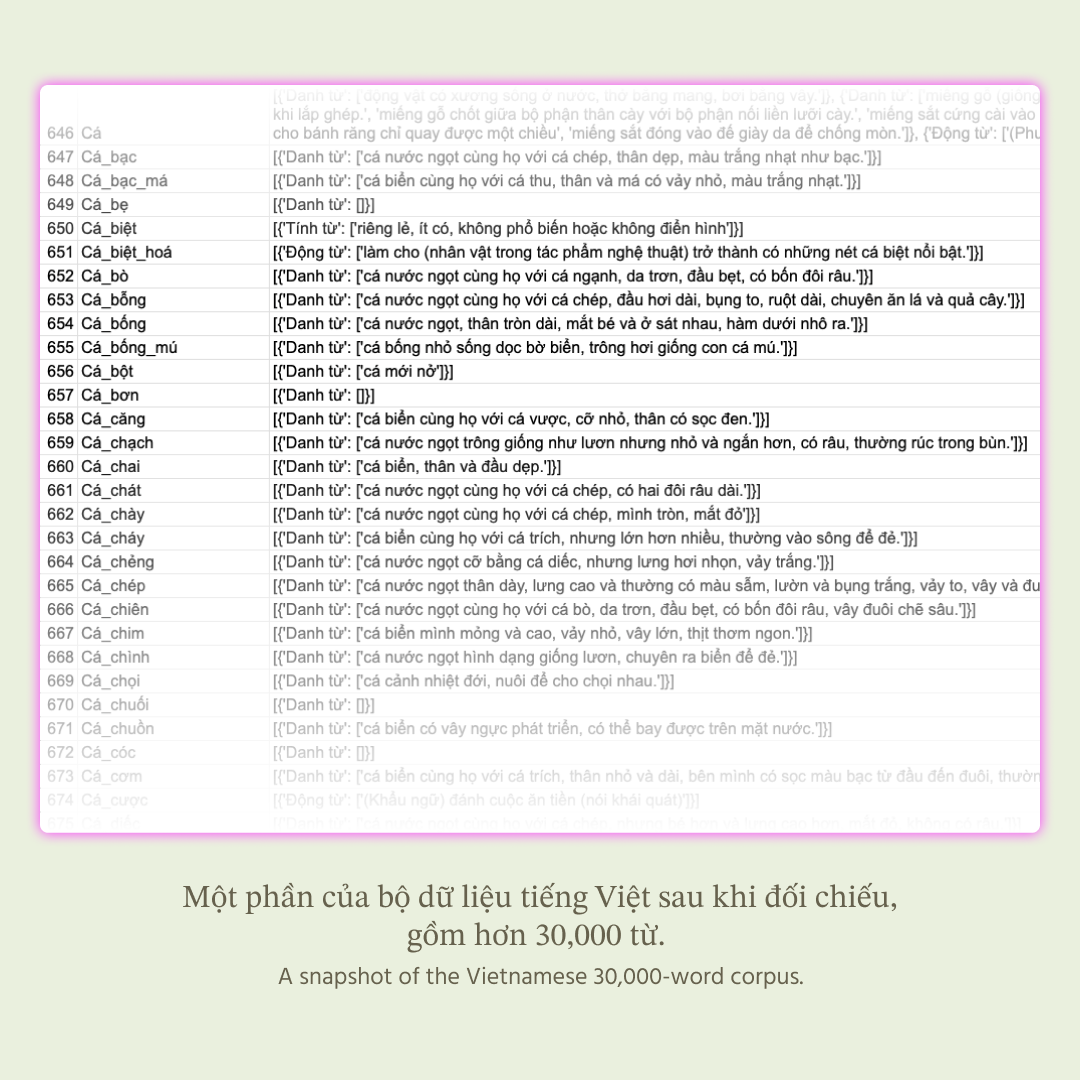 [{'Danh từ': ['động vật có xương sống ở nước, thở bằng mang, bơi bằng vây.']}, {'Danh từ': ['miếng gỗ (giống
khi lắp ghép.', 'miếng gỗ chốt giữa bộ phận thân cày với bộ phận nối liền lưỡi cày.', 'miếng sắt cứng cài vào
646 Cá cho bánh răng chỉ quay được một chiều', 'miếng sắt đóng vào đế giày da để chống mòn.']}, {'Động từ': ['(Phu
647 Cá_bạc [{'Danh từ': ['cá nước ngọt cùng họ với cá chép, thân dẹp, màu trắng nhạt như bạc.']}]
648 Cá_bạc_má [{'Danh từ': ['cá biển cùng họ với cá thu, thân và má có vảy nhỏ, màu trắng nhạt.']}]
649 Cá_bẹ [{'Danh từ': []}]
650 Cá_biệt [{'Tính từ': ['riêng lẻ, ít có, không phổ biến hoặc không điển hình']}]
651 Cá_biệt_hoá [{'Động từ': ['làm cho (nhân vật trong tác phẩm nghệ thuật) trở thành có những nét cá biệt nổi bật.']}]
652 Cá_bò [{'Danh từ': ['cá nước ngọt cùng họ với cá ngạnh, da trơn, đầu bẹt, có bốn đôi râu.']}]
653 Cá_bỗng [{'Danh từ': ['cá nước ngọt cùng họ với cá chép, đầu hơi dài, bụng to, ruột dài, chuyên ăn lá và quả cây.']}]
654 Cá_bống [{'Danh từ': ['cá nước ngọt, thân tròn dài, mắt bé và ở sát nhau, hàm dưới nhô ra.']}]
655 Cá_bống_mú [{'Danh từ': ['cá bống nhỏ sống dọc bờ biển, trông hơi giống con cá mú.']}]
656 Cá_bột [{'Danh từ': ['cá mới nở']}]
657 Cá_bơn [{'Danh từ': []}]
658 Cá_căng [{'Danh từ': ['cá biển cùng họ với cá vược, cỡ nhỏ, thân có sọc đen.']}]
659 Cá_chạch [{'Danh từ': ['cá nước ngọt trông giống như lươn nhưng nhỏ và ngắn hơn, có râu, thường rúc trong bùn.']}]
660 Cá_chai [{'Danh từ': ['cá biển, thân và đầu dẹp.']}]
661 Cá_chát [{'Danh từ': ['cá nước ngọt cùng họ với cá chép, có hai đôi râu dài.']}]
662 Cá_chày [{'Danh từ': ['cá nước ngọt cùng họ với cá chép, mình tròn, mắt đỏ']}]
663 Cá_cháy [{'Danh từ': ['cá biển cùng họ với cá trích, nhưng lớn hơn nhiều, thường vào sông để đẻ.']}]
664 Cá_chẻng [{'Danh từ': ['cá nước ngọt cỡ bằng cá diếc, nhưng lưng hơi nhọn, vảy trắng.']}]
665 Cá_chép [{'Danh từ': ['cá nước ngọt thân dày, lưng cao và thường có màu sẫm, lườn và bụng trắng, vảy to, vây và đu
666 Cá_chiên [{'Danh từ': ['cá nước ngọt cùng họ với cá bò, da trơn, đầu bẹt, có bốn đôi râu, vây đuôi chẽ sâu.']}]
667 Cá_chim [{'Danh từ': ['cá biển mình mỏng và cao, vảy nhỏ, vây lớn, thịt thơm ngon.']}]
668 Cá_chình [{'Danh từ': ['cá nước ngọt hình dạng giống lươn, chuyên ra biển để đẻ.']}]
669 Cá_chọi [{'Danh từ': ['cá cảnh nhiệt đới, nuôi để cho chọi nhau.']}]
670 Cá_chuối [{'Danh từ': []}]
671 Cá_chuồn [{'Danh từ': ['cá biển có vây ngực phát triển, có thể bay được trên mặt nước.']}]
672 Cá_cóc [{'Danh từ': []}]
673 Cá_cơm [{'Danh từ': ['cá biển cùng họ với cá trích, thân nhỏ và dài, bên mình có sọc màu bạc từ đầu đến đuôi, thườn
674 Cá_cược [{'Động từ': ['(Khẩu ngữ) đánh cuộc ăn tiền (nói khái quát)']}]
675 Cá_diếc [{'Danh từ': ['cá nước ngọt cùng họ với cá chép, nhưng bé hơn và lưng cao hơn, mắt đỏ, không có râu.']}]
Một phần của bộ dữ liệu tiếng Việt sau khi đối chiếu,
gồm hơn 30,000 từ.
A snapshot of the Vietnamese 30,000-word corpus.